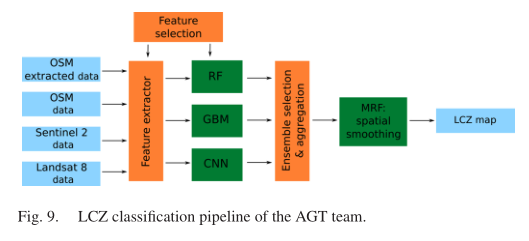 Feature
selection
OSM
extracted data
OSM
data
Sentinel 2
data
Landsat 8
data
Feature extractor
RF
GBM
CNN
Ensemble selection
& aggregation
MRF:
spatial
smoothing
LCZ map
Fig. 9. LCZ classification pipeline of the AGT team.